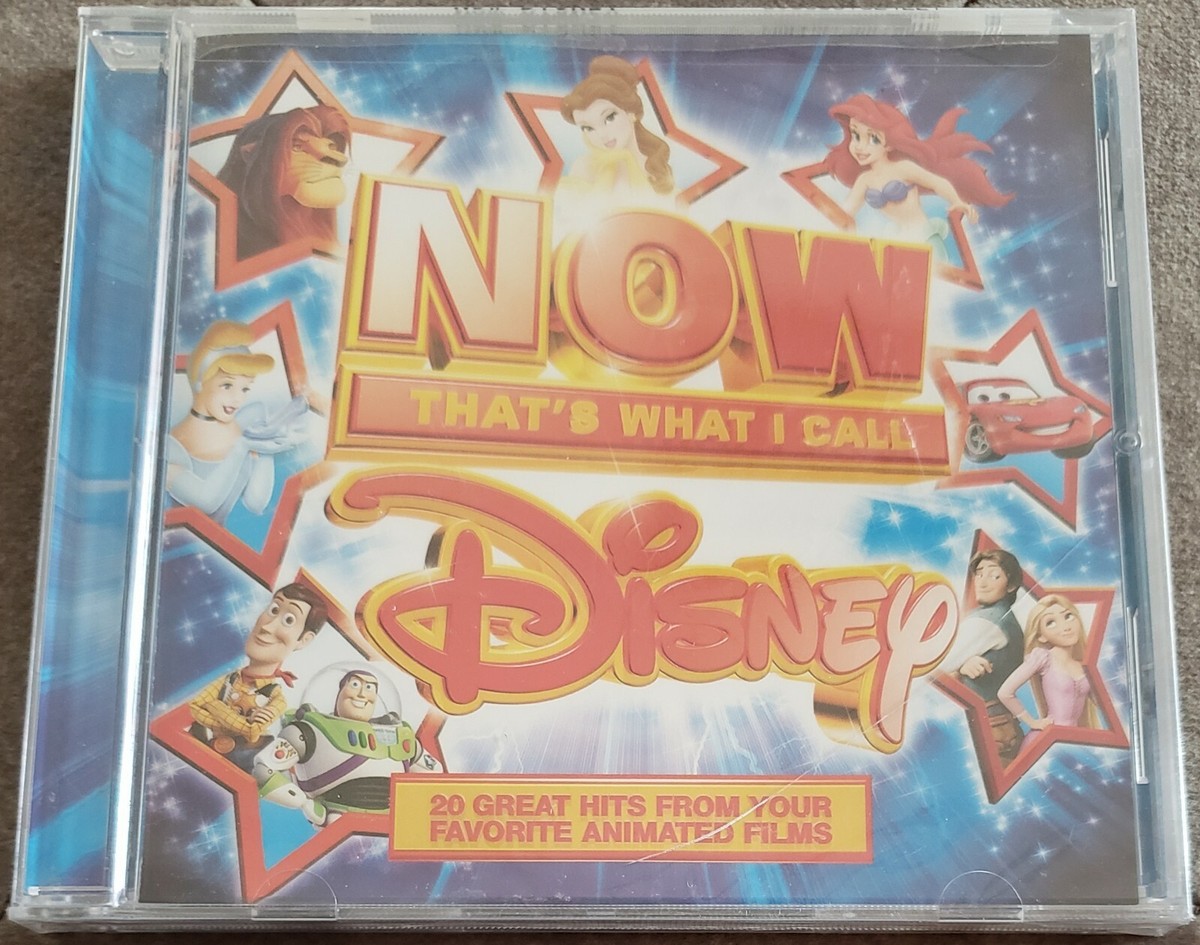 NOW
THAT'S WHAT I CALL
DISNEY
20 GREAT HITS FROM YOUR
FAVORITE ANIMATED FILMS